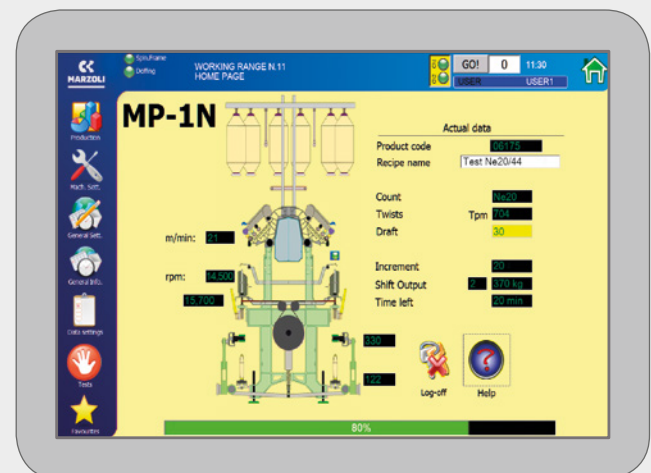 MARZOLI
Spin.Frame
Doffing
WORKING RANGE N.11
HOME PAGE
GO!
0
11:30
USER
USER1
MP-1N
Production
Mach. Sett.
General Sett.
General Info.
Data settings
Tests
Favourites
Actual data
Product code 06175
Recipe name Test Ne20/44
Count Ne20
Twists Tpm 704
Draft 30
m/min: 21
rpm: 14,500
15,700
Increment 20
Shift Output 2 370 kg
Time left 20 min
330
122
Log-off
Help
80%